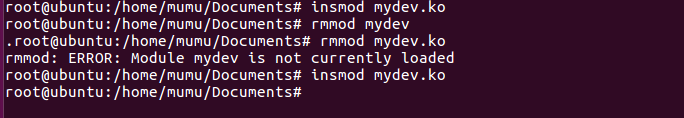 root@ubuntu:/home/mumu/Documents# insmod mydev.ko
root@ubuntu:/home/mumu/Documents# rmmod mydev
.root@ubuntu:/home/mumu/Documents# rmmod mydev.ko
rmmod: ERROR: Module mydev is not currently loaded
root@ubuntu:/home/mumu/Documents# insmod mydev.ko
root@ubuntu:/home/mumu/Documents#